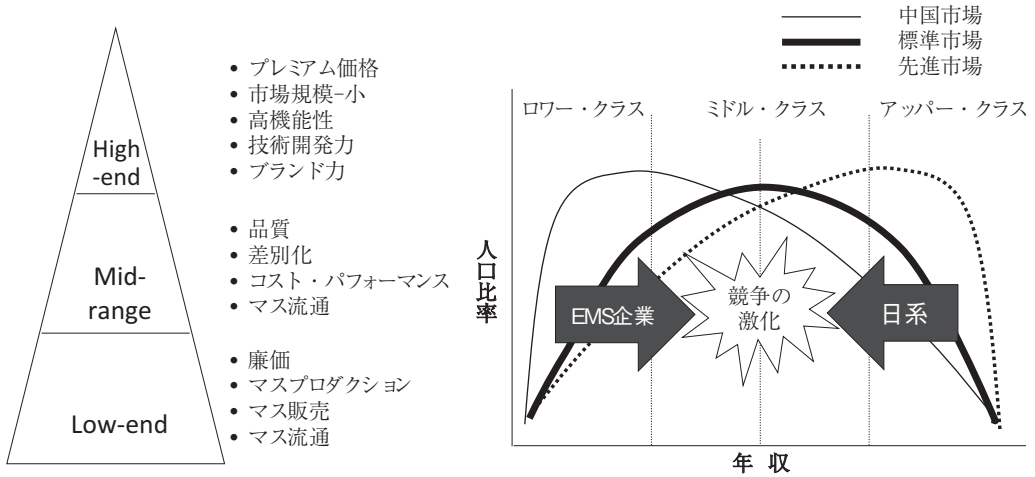 High
-end
• プレミアム価格
• 市場規模−小
• 高機能性
• 技術開発力
• ブランド力
Mid-
range
• 品質
• 差別化
• コスト・パフォーマンス
• マス流通
Low-end
• 廉価
• マスプロダクション
• マス販売
• マス流通
中国市場
標準市場
先進市場
ロワー・クラス
ミドル・クラス
アッパー・クラス
人口比率
EMS企業
競争の
激化
日系
年 収